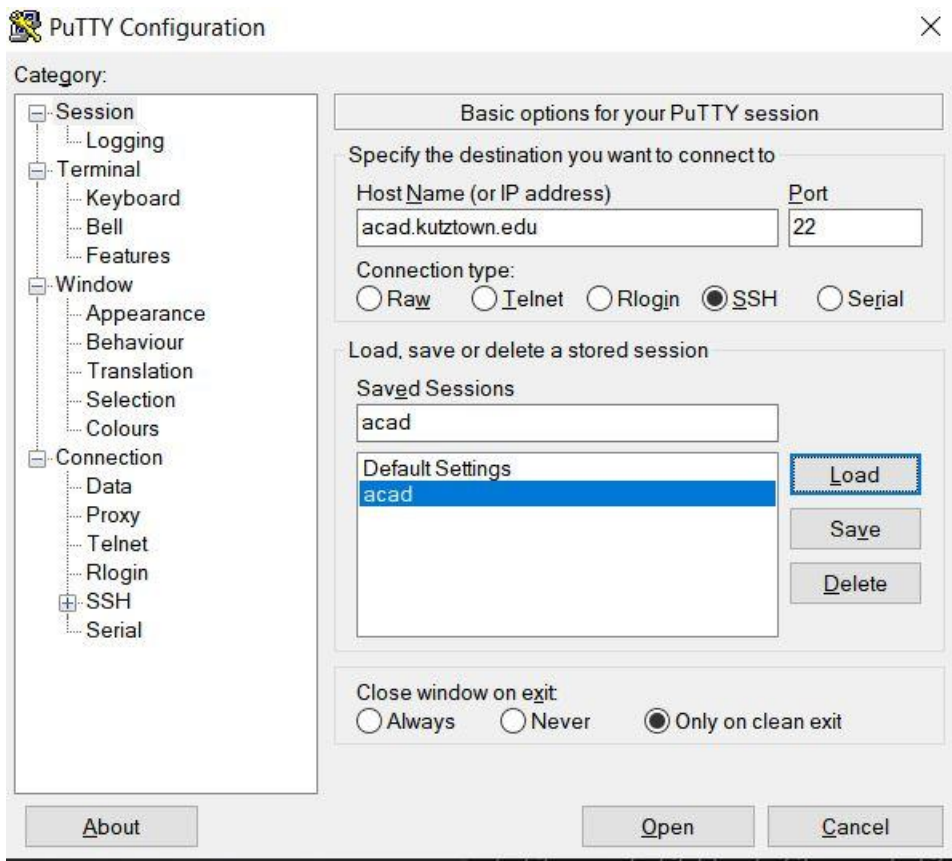 PuTTY Configuration
Category:
Session
Logging
Terminal
Keyboard
Bell
Features
Window
Appearance
Behaviour
Translation
Selection
Colours
Connection
Data
Proxy
Telnet
Rlogin
SSH
Serial
Basic options for your PuTTY session
Specify the destination you want to connect to
Host Name (or IP address) Port
acad.kutztown.edu 22
Connection type:
Raw Telnet Rlogin SSH Serial
Load, save or delete a stored session
Saved Sessions
acad
Default Settings
acad
Load
Save
Delete
Close window on exit:
Always Never Only on clean exit
About Open Cancel